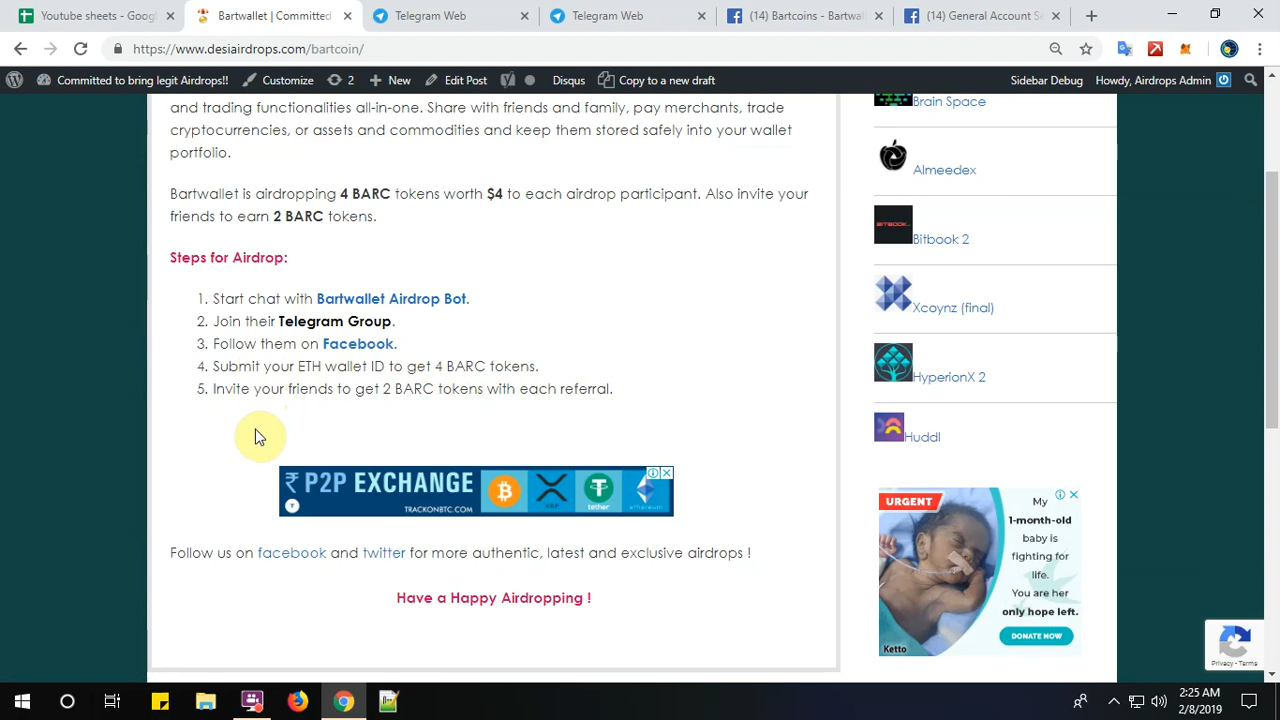 Youtube sheets - Goog
Bartwallet | Committed
Telegram Web
Telegram Web
(14) Bartcoins - Bartwa
(14) General Account S
https://www.desiairdrops.com/bartcoin/
Committed to bring legit Airdrops!!
Customize
2
New
Edit Post
Disqus
Copy to a new draft
Sidebar Debug
Howdy, Airdrops Admin
and trading functionalities all-in-one. Share with friends and family, pay merchants, trade
cryptocurrencies, or assets and commodities and keep them stored safely into your wallet
portfolio.
Bartwallet is airdropping 4 BARC tokens worth $4 to each airdrop participant. Also invite your
friends to earn 2 BARC tokens.
Steps for Airdrop:
1. Start chat with Bartwallet Airdrop Bot.
2. Join their Telegram Group.
3. Follow them on Facebook.
4. Submit your ETH wallet ID to get 4 BARC tokens.
5. Invite your friends to get 2 BARC tokens with each referral.
₹ P2P EXCHANGE
TRACKONBTC.COM
XRP
tether
ethereum
Follow us on facebook and twitter for more authentic, latest and exclusive airdrops !
Have a Happy Airdropping !
Brain Space
Almeedex
BITBOOK
Bitbook 2
Xcoynz (final)
HyperionX 2
Huddl
URGENT
My
1-month-old
baby is
fighting for
life.
You are her
only hope left.
DONATE NOW
Ketto
Privacy - Terms
2:25 AM
2/8/2019